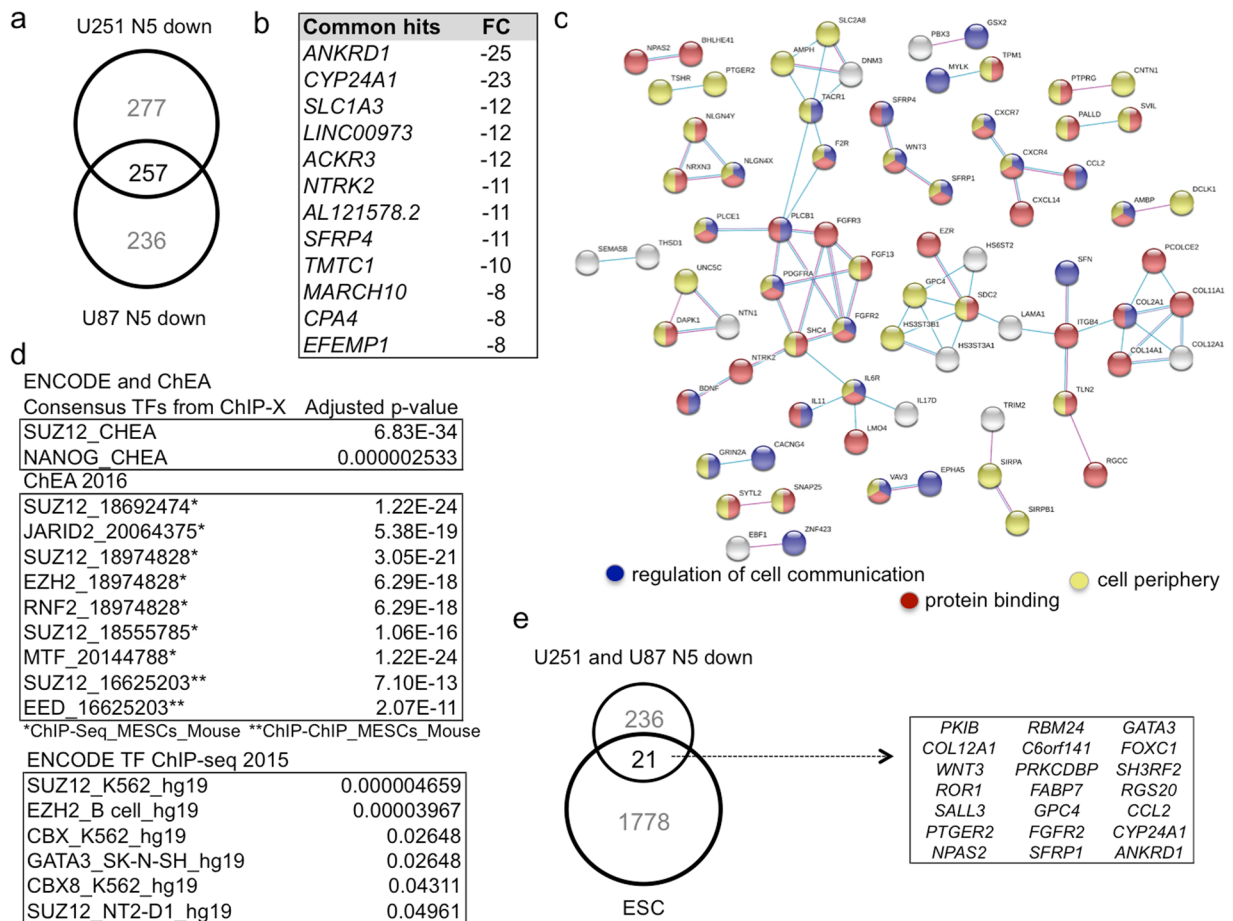 a
U251 N5 down
277
257
236
U87 N5 down
b
Common hits FC
ANKRD1 -25
CYP24A1 -23
SLC1A3 -12
LINC00973 -12
ACKR3 -12
NTRK2 -11
AL121578.2 -11
SFRP4 -11
TMTC1 -10
MARCH10 -8
CPA4 -8
EFEMP1 -8
c
SLC2A8
AMPH
DNM3
TACR1
F2R
NPAS2
BHLHE41
TSHR
PTGER2
PBX3
GSX2
MYLK
TPM1
PTPRG
CNTN1
PALLD
SVIL
NLGN4Y
NRXN3
NLGN4X
SFRP4
WNT3
SFRP1
CXCR7
CXCR4
CCL2
CXCL14
AMBP
DCLK1
PLCE1
PLCB1
FGFR3
FGF13
PDGFRA
FGFR2
SHC4
NTRK2
BDNF
SEMA5B
THSD1
UNC5C
DAPK1
NTN1
EZR
HS6ST2
GPC4
SDC2
HS3ST3B1
HS3ST3A1
LAMA1
SFN
ITGB4
PCOLCE2
COL11A1
COL2A1
COL14A1
COL12A1
TLN2
RGCC
IL6R
IL11
IL17D
LMO4
TRIM2
SIRPA
SIRPB1
GRIN2A
CACNG4
SYTL2
SNAP25
VAV3
EPHA5
EBF1
ZNF423
regulation of cell communication
protein binding
cell periphery
d
ENCODE and ChEA
Consensus TFs from ChIP-X Adjusted p-value
SUZ12_CHEA 6.83E-34
NANOG_CHEA 0.000002533
ChEA 2016
SUZ12_18692474* 1.22E-24
JARID2_20064375* 5.38E-19
SUZ12_18974828* 3.05E-21
EZH2_18974828* 6.29E-18
RNF2_18974828* 6.29E-18
SUZ12_18555785* 1.06E-16
MTF_20144788* 1.22E-24
SUZ12_16625203** 7.10E-13
EED_16625203** 2.07E-11
*ChIP-Seq_MESCs_Mouse **ChIP-ChIP_MESCs_Mouse
ENCODE TF ChIP-seq 2015
SUZ12_K562_hg19 0.000004659
EZH2_B cell_hg19 0.00003967
CBX_K562_hg19 0.02648
GATA3_SK-N-SH_hg19 0.02648
CBX8_K562_hg19 0.04311
SUZ12_NT2-D1_hg19 0.04961
e
U251 and U87 N5 down
236
21
1778
ESC
PKIB RBM24 GATA3
COL12A1 C6orf141 FOXC1
WNT3 PRKCDBP SH3RF2
ROR1 FABP7 RGS20
SALL3 GPC4 CCL2
PTGER2 FGFR2 CYP24A1
NPAS2 SFRP1 ANKRD1